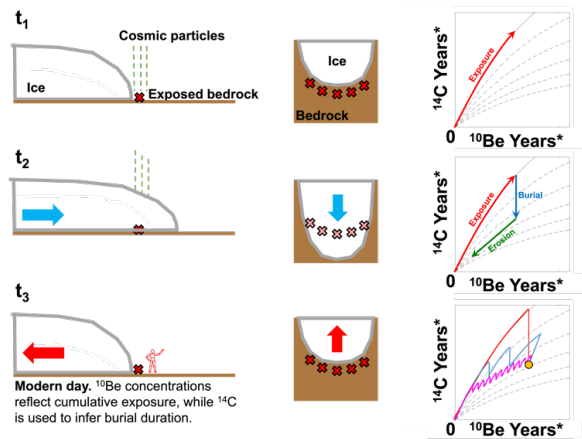 t1
Cosmic particles
Ice
Exposed bedrock
Ice
Bedrock
14C Years*
Exposure
0
10Be Years*
t2
14C Years*
Exposure
Burial
Erosion
0
10Be Years*
t3
Modern day. 10Be concentrations
reflect cumulative exposure, while 14C
is used to infer burial duration.
14C Years*
0
10Be Years*